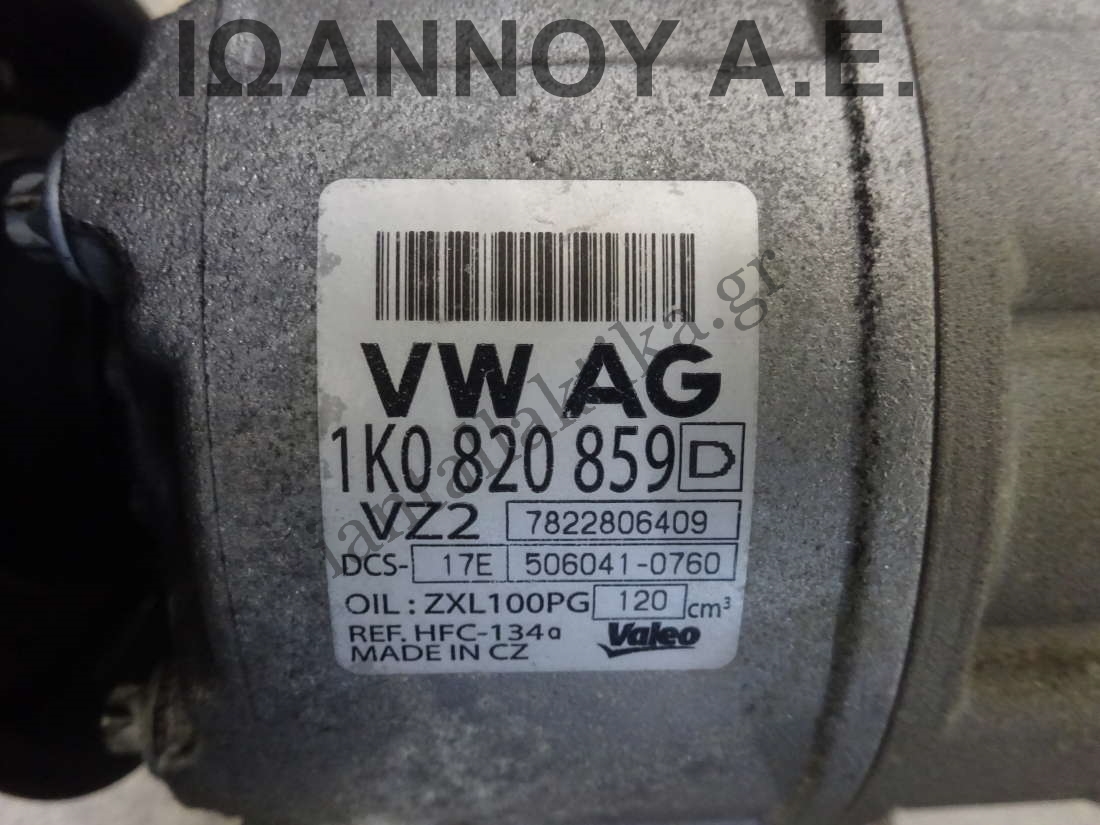 ΙΩΑΝΝΟΥ Α.Ε.
VW AG
1K0 820 859 D
VZ2 7822806409
DCS- 17E 506041-0760
OIL : ZXL100PG 120 cm³
REF. HFC-134a
MADE IN CZ
Valeo